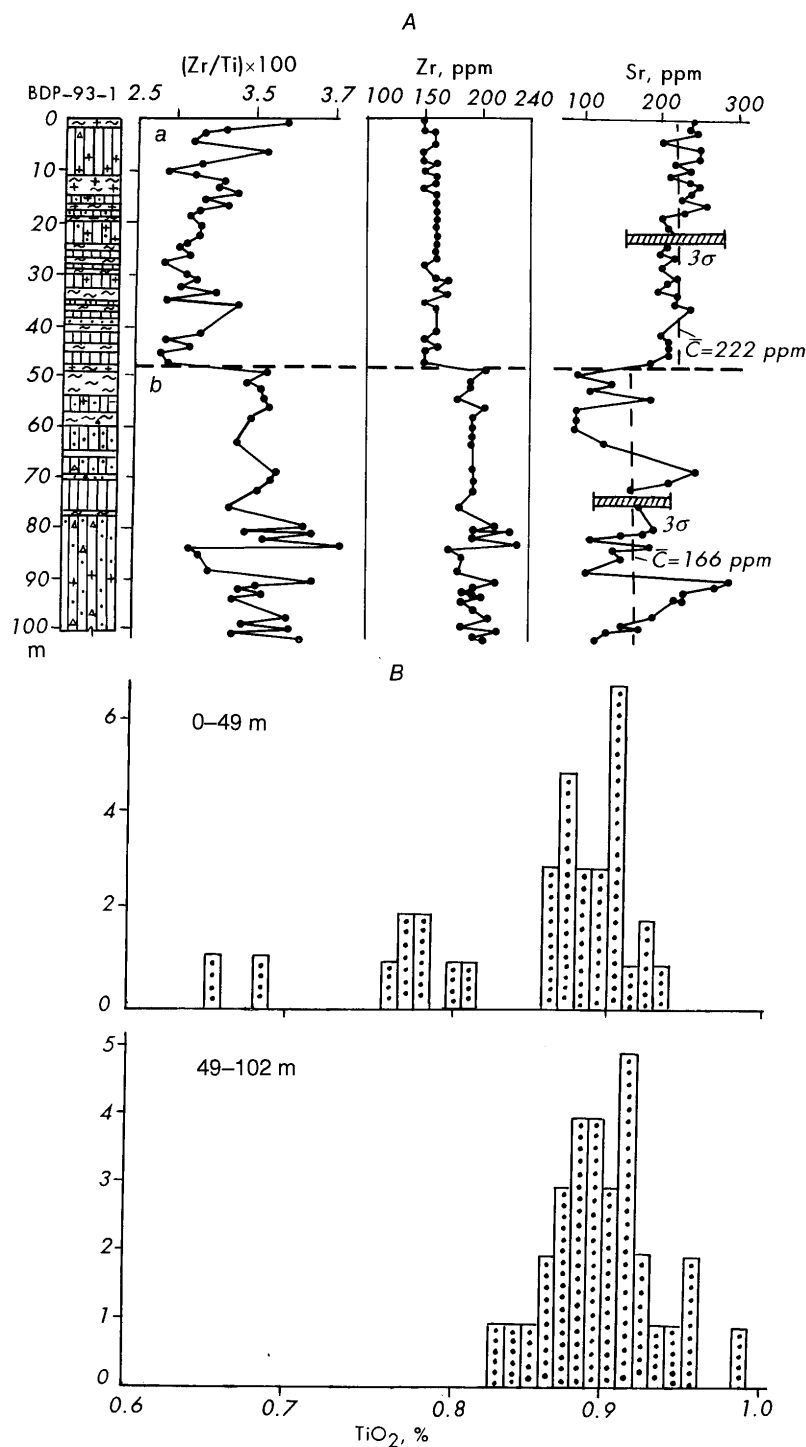 A
(Zr/Ti)×100 Zr, ppm Sr, ppm
BDP–93–1 2.5 3.5 3.7 100 150 200 240 100 200 300
0 a
10
20
3σ
30
40
C̅=222 ppm
50 b
60
70
3σ
80
C̅=166 ppm
90
100
m
B
0–49 m
6
4
2
0
49–102 m
5
4
3
2
1
0
0.6 0.7 0.8 0.9 1.0
TiO₂, %